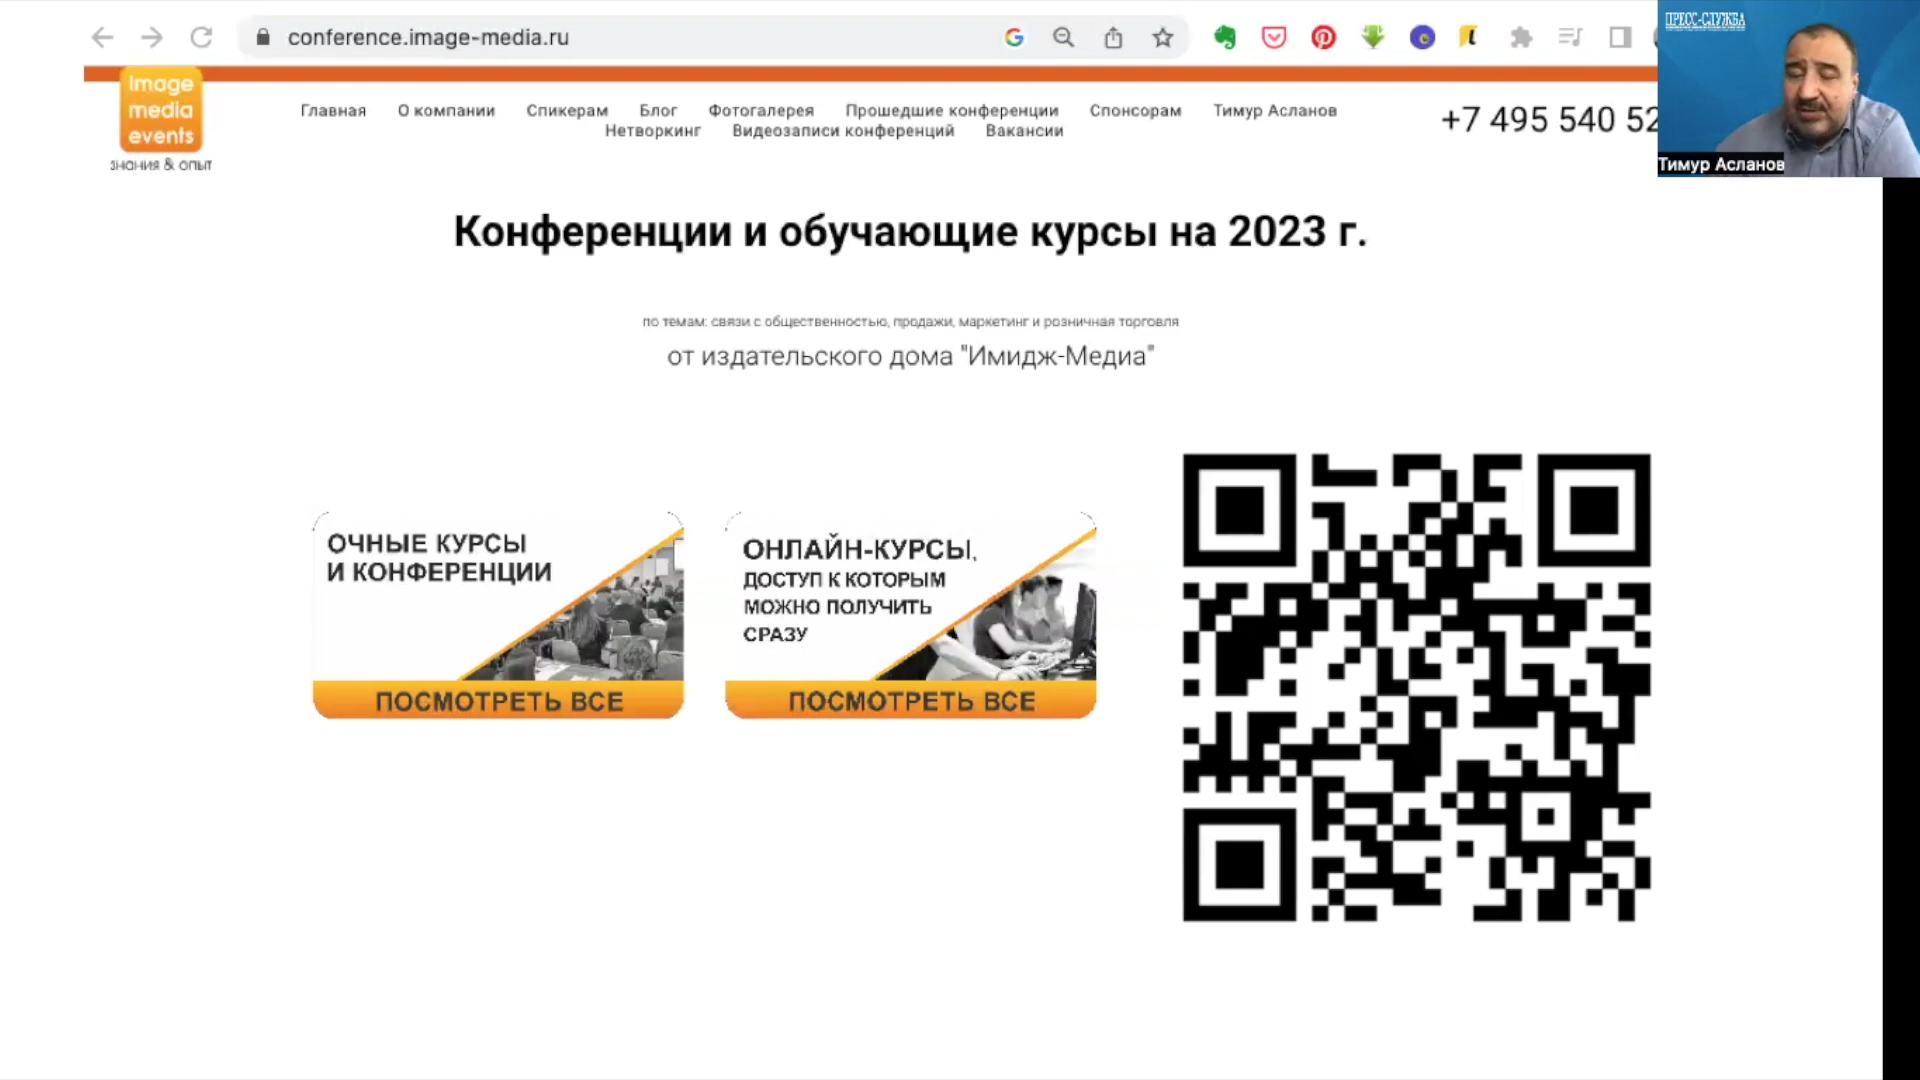 conference.image-media.ru
ПРЕСС-СЛУЖБА
Image
media
events
знания & опыт
Главная О компании Спикерам Блог Фотогалерея Прошедшие конференции Спонсорам Тимур Асланов
Нетворкинг Видеозаписи конференций Вакансии
+7 495 540 52
Тимур Асланов
Конференции и обучающие курсы на 2023 г.
по темам: связи с общественностью, продажи, маркетинг и розничная торговля
от издательского дома "Имидж-Медиа"
ОЧНЫЕ КУРСЫ
И КОНФЕРЕНЦИИ
ПОСМОТРЕТЬ ВСЕ
ОНЛАЙН-КУРСЫ,
ДОСТУП К КОТОРЫМ
МОЖНО ПОЛУЧИТЬ
СРАЗУ
ПОСМОТРЕТЬ ВСЕ